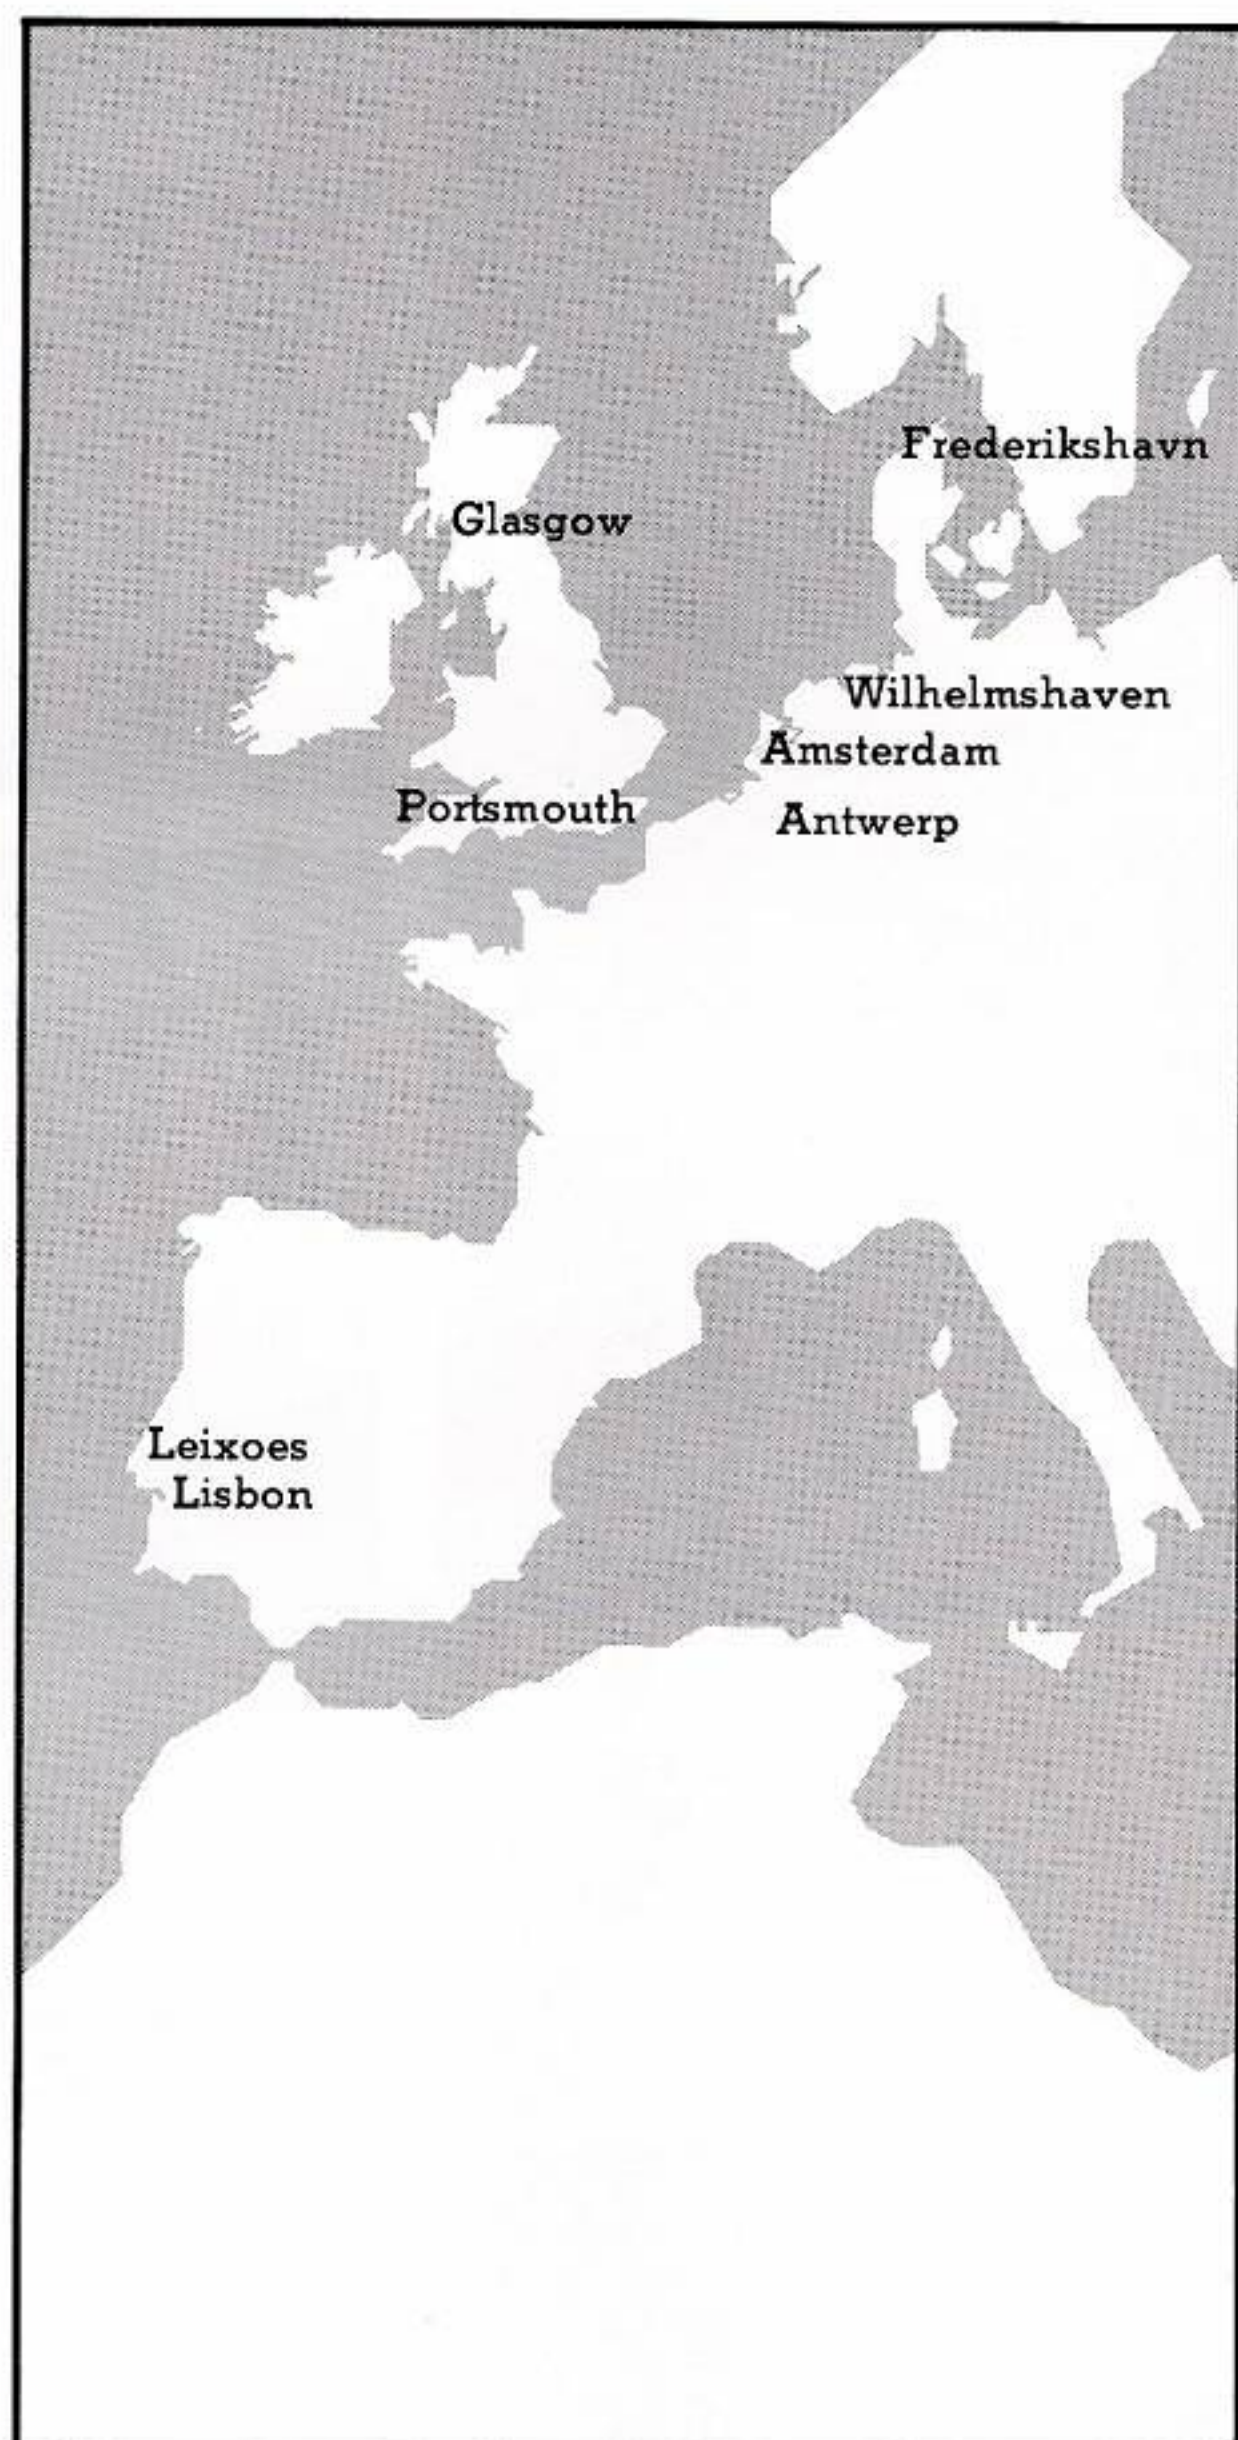 Frederikshavn
Glasgow
Wilhelmshaven
Amsterdam
Portsmouth
Antwerp
Leixoes
Lisbon